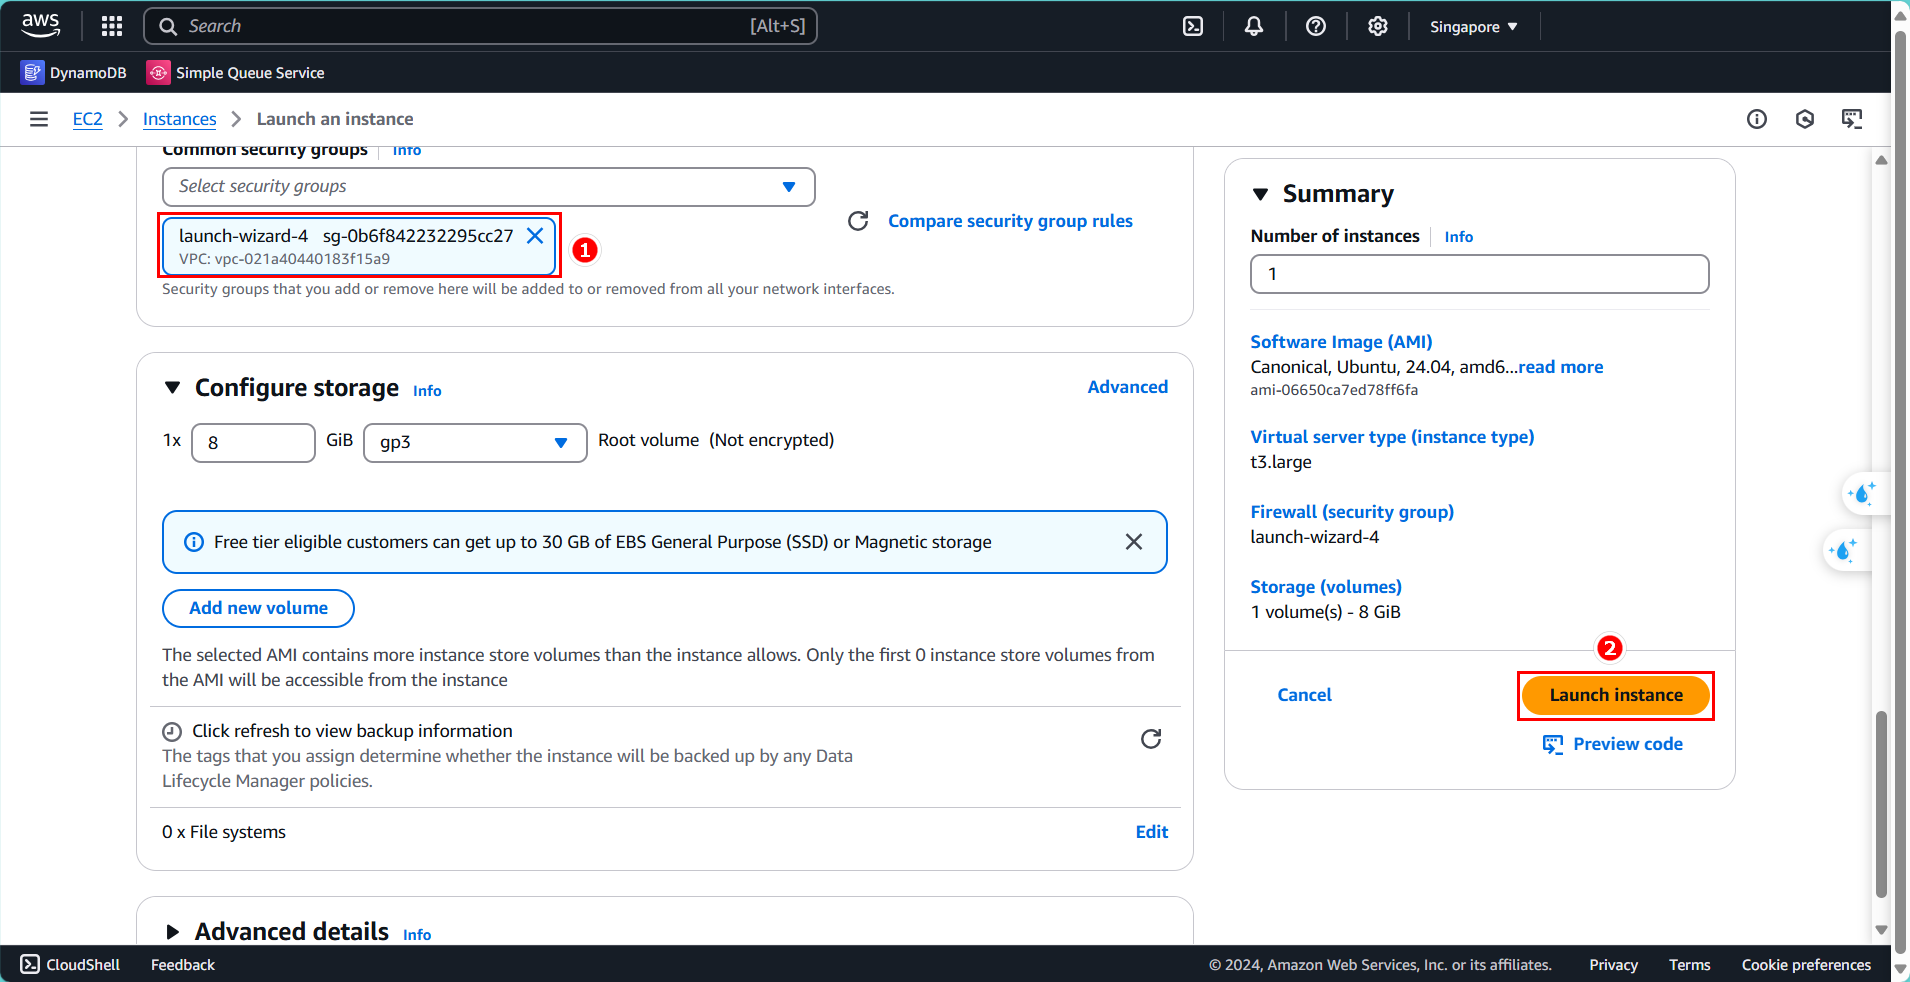 aws
Search [Alt+S]
Singapore
DynamoDB Simple Queue Service
EC2 Instances Launch an instance
Common security groups Info
Select security groups
launch-wizard-4 sg-0b6f842232295cc27
VPC: vpc-021a40440183f15a9
1
Compare security group rules
Security groups that you add or remove here will be added to or removed from all your network interfaces.
Configure storage Info
Advanced
1x 8 GiB gp3 Root volume (Not encrypted)
Free tier eligible customers can get up to 30 GB of EBS General Purpose (SSD) or Magnetic storage
Add new volume
The selected AMI contains more instance store volumes than the instance allows. Only the first 0 instance store volumes from
the AMI will be accessible from the instance
Click refresh to view backup information
The tags that you assign determine whether the instance will be backed up by any Data
Lifecycle Manager policies.
0 x File systems
Edit
Advanced details Info
Summary
Number of instances Info
1
Software Image (AMI)
Canonical, Ubuntu, 24.04, amd6...read more
ami-06650ca7ed78ff6fa
Virtual server type (instance type)
t3.large
Firewall (security group)
launch-wizard-4
Storage (volumes)
1 volume(s) - 8 GiB
2
Cancel
Launch instance
Preview code
CloudShell Feedback
© 2024, Amazon Web Services, Inc. or its affiliates. Privacy Terms Cookie preferences